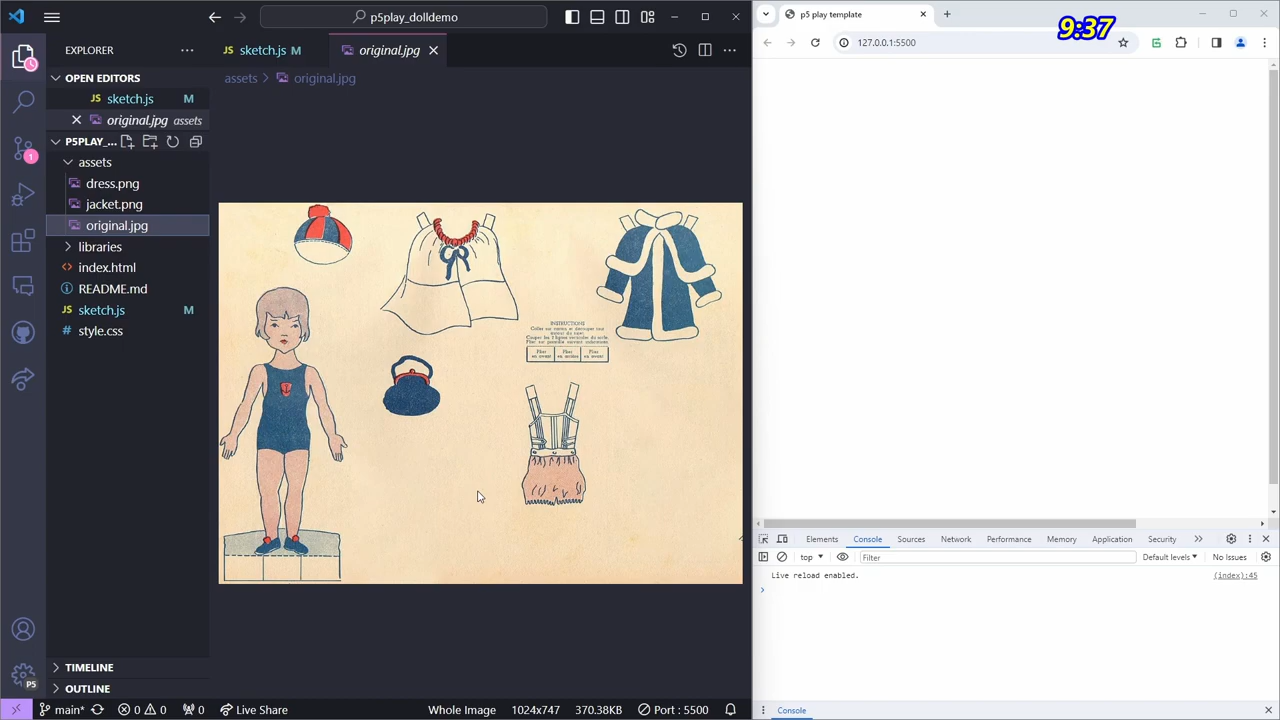 p5play_dolldemo
p5 play template
9:37
127.0.0.1:5500
EXPLORER
sketch.js M
original.jpg
OPEN EDITORS
assets > original.jpg
JS sketch.js M
original.jpg assets
P5PLAY_...
assets
dress.png
jacket.png
original.jpg
libraries
index.html
README.md
JS sketch.js
style.css
INSTRUCTIONS
Elements
Console
Sources
Network
Performance
Memory
Application
Security
top
Filter
Default levels
No Issues
Live reload enabled.
(index):45
TIMELINE
OUTLINE
P5
main*
0
0
0
Live Share
Whole Image
1024x747
370.38KB
Port : 5500
Console